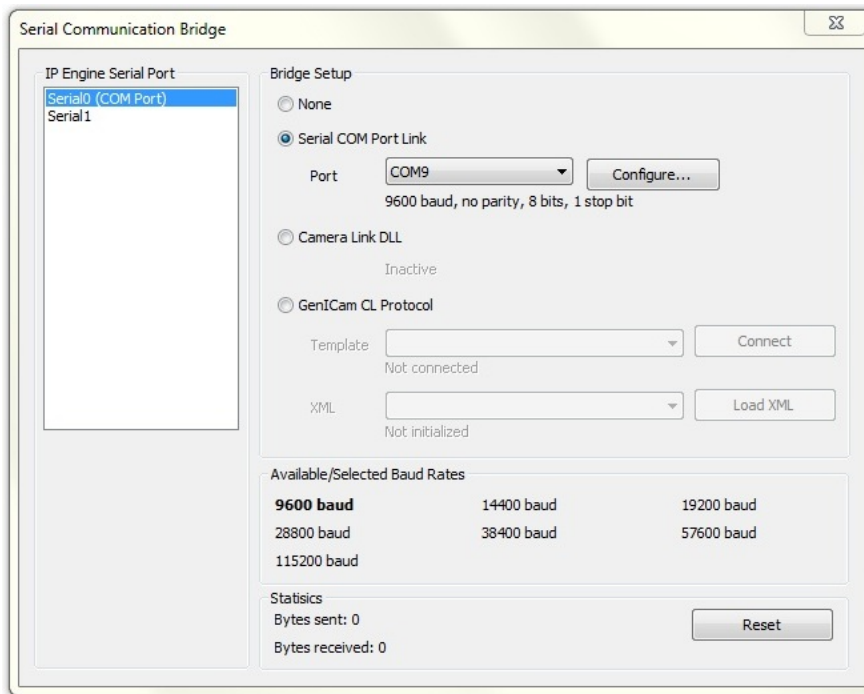 Serial Communication Bridge
IP Engine Serial Port
Serial0 (COM Port)
Serial1
Bridge Setup
None
Serial COM Port Link
Port COM9 Configure...
9600 baud, no parity, 8 bits, 1 stop bit
Camera Link DLL
Inactive
GenICam CL Protocol
Template Connect
Not connected
XML Load XML
Not initialized
Available/Selected Baud Rates
9600 baud 14400 baud 19200 baud
28800 baud 38400 baud 57600 baud
115200 baud
Statisics
Bytes sent: 0 Reset
Bytes received: 0